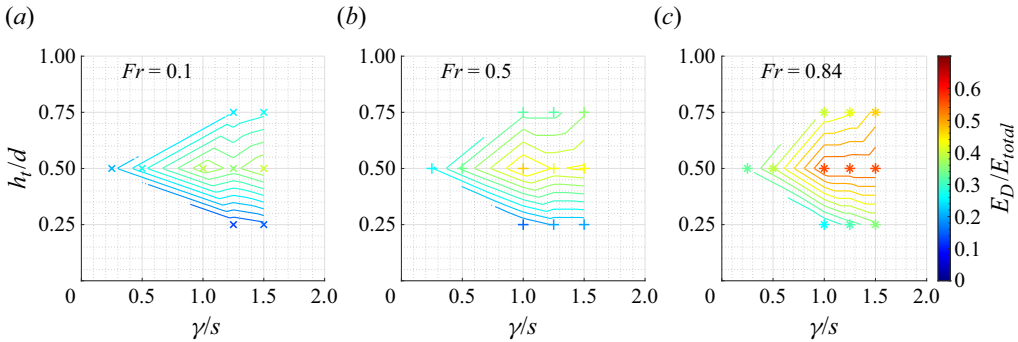 (a) (b) (c)
1.00 1.00 1.00
Fr = 0.1 Fr = 0.5 Fr = 0.84
0.75 0.75 0.75
h_t/d 0.50 0.50 0.50
0.25 0.25 0.25
0 0.5 1.0 1.5 2.0 0 0.5 1.0 1.5 2.0 0 0.5 1.0 1.5 2.0
γ/s γ/s γ/s
0.6
0.5
0.4
0.3
0.2
0.1
0
E_D/E_total